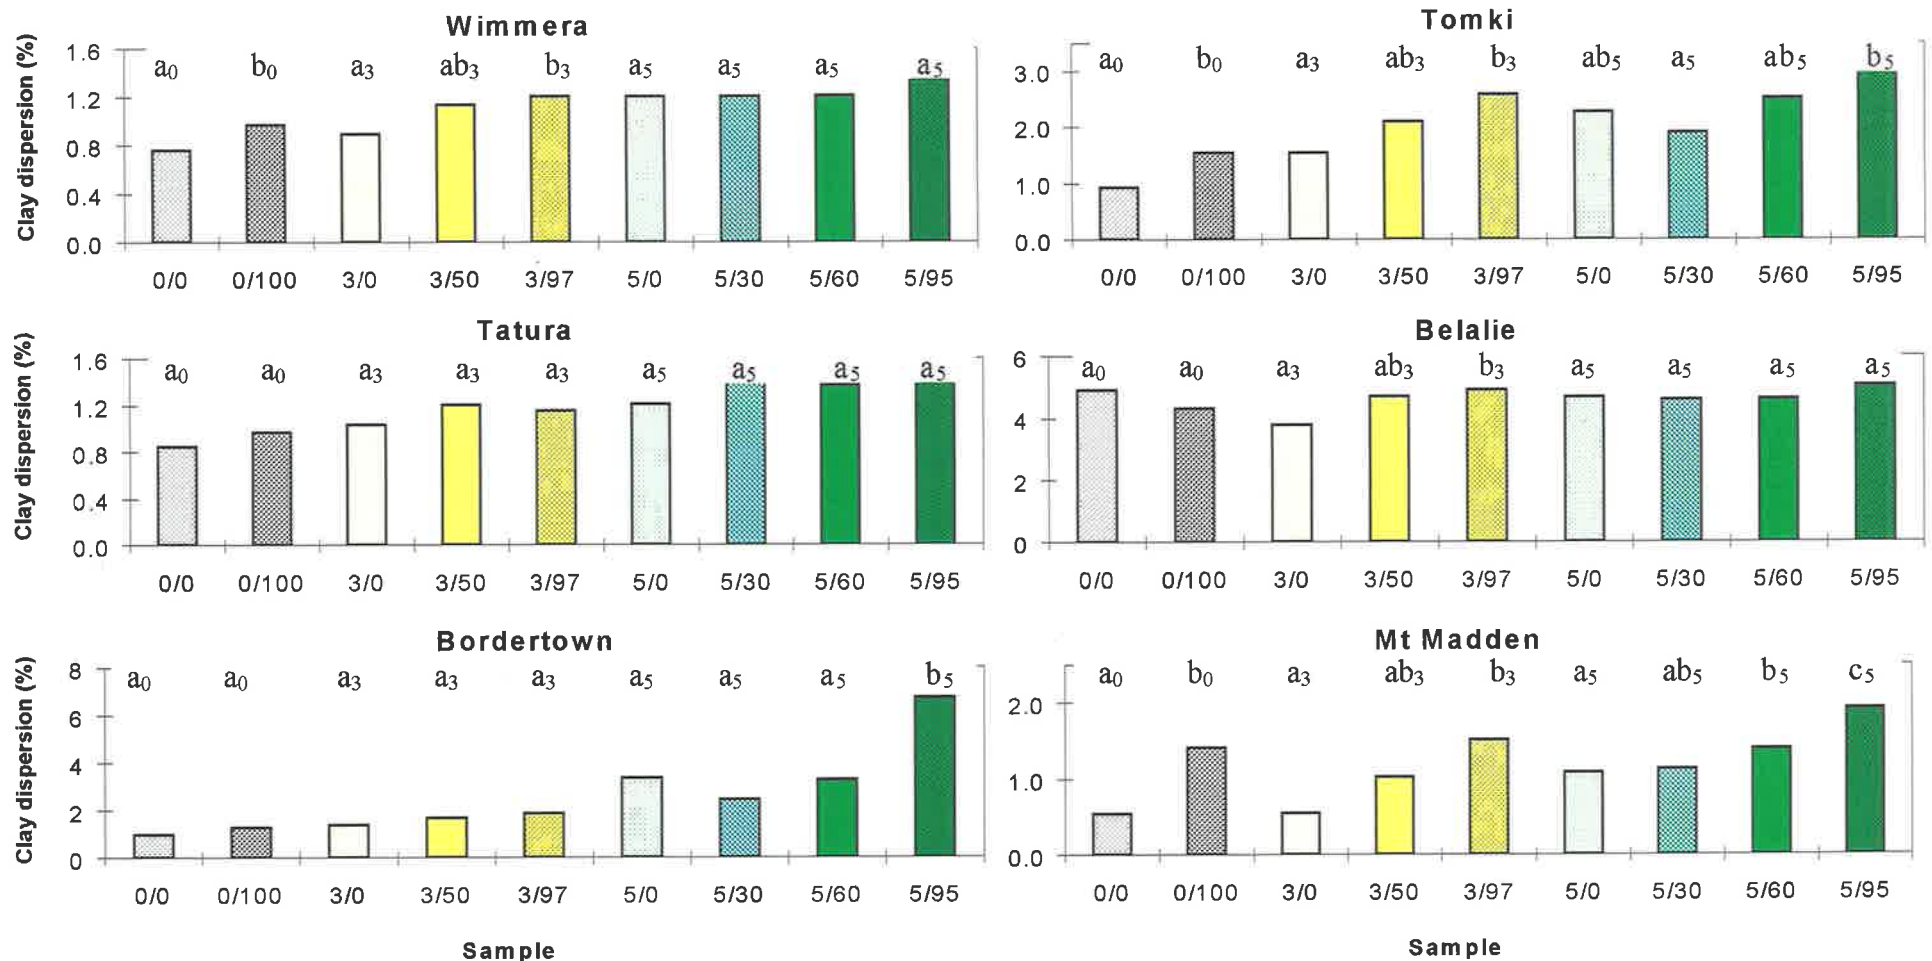 Wimmera
Clay dispersion (%)
1.6
1.2
0.8
0.4
0.0
a0 b0 a3 ab3 b3 a5 a5 a5 a5
0/0 0/100 3/0 3/50 3/97 5/0 5/30 5/60 5/95
Tomki
3.0
2.0
1.0
0.0
a0 b0 a3 ab3 b3 ab5 a5 ab5 b5
0/0 0/100 3/0 3/50 3/97 5/0 5/30 5/60 5/95
Tatura
Clay dispersion (%)
1.6
1.2
0.8
0.4
0.0
a0 a0 a3 a3 a3 a5 a5 a5 a5
0/0 0/100 3/0 3/50 3/97 5/0 5/30 5/60 5/95
Belalie
6
4
2
0
a0 a0 a3 ab3 b3 a5 a5 a5 a5
0/0 0/100 3/0 3/50 3/97 5/0 5/30 5/60 5/95
Bordertown
Clay dispersion (%)
8
6
4
2
0
a0 a0 a3 a3 a3 a5 a5 a5 b5
0/0 0/100 3/0 3/50 3/97 5/0 5/30 5/60 5/95
Sample
Mt Madden
2.0
1.0
0.0
a0 b0 a3 ab3 b3 a5 ab5 b5 c5
0/0 0/100 3/0 3/50 3/97 5/0 5/30 5/60 5/95
Sample